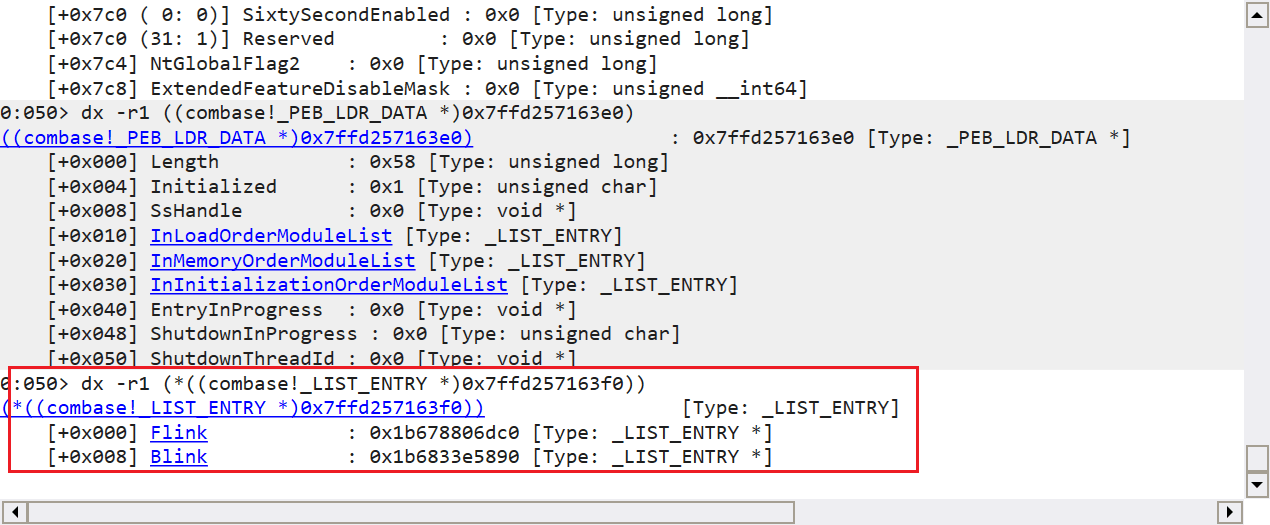 [+0x7c0 ( 0: 0)] SixtySecondEnabled : 0x0 [Type: unsigned long]
[+0x7c0 (31: 1)] Reserved         : 0x0 [Type: unsigned long]
[+0x7c4] NtGlobalFlag2    : 0x0 [Type: unsigned long]
[+0x7c8] ExtendedFeatureDisableMask : 0x0 [Type: unsigned __int64]
0:050> dx -r1 ((combase!_PEB_LDR_DATA *)0x7ffd257163e0)
((combase!_PEB_LDR_DATA *)0x7ffd257163e0)                 : 0x7ffd257163e0 [Type: _PEB_LDR_DATA *]
[+0x000] Length           : 0x58 [Type: unsigned long]
[+0x004] Initialized      : 0x1 [Type: unsigned char]
[+0x008] SsHandle         : 0x0 [Type: void *]
[+0x010] InLoadOrderModuleList [Type: _LIST_ENTRY]
[+0x020] InMemoryOrderModuleList [Type: _LIST_ENTRY]
[+0x030] InInitializationOrderModuleList [Type: _LIST_ENTRY]
[+0x040] EntryInProgress  : 0x0 [Type: void *]
[+0x048] ShutdownInProgress : 0x0 [Type: unsigned char]
[+0x050] ShutdownThreadId : 0x0 [Type: void *]
0:050> dx -r1 (*((combase!_LIST_ENTRY *)0x7ffd257163f0))
(*((combase!_LIST_ENTRY *)0x7ffd257163f0))                 [Type: _LIST_ENTRY]
[+0x000] Flink            : 0x1b678806dc0 [Type: _LIST_ENTRY *]
[+0x008] Blink            : 0x1b6833e5890 [Type: _LIST_ENTRY *]